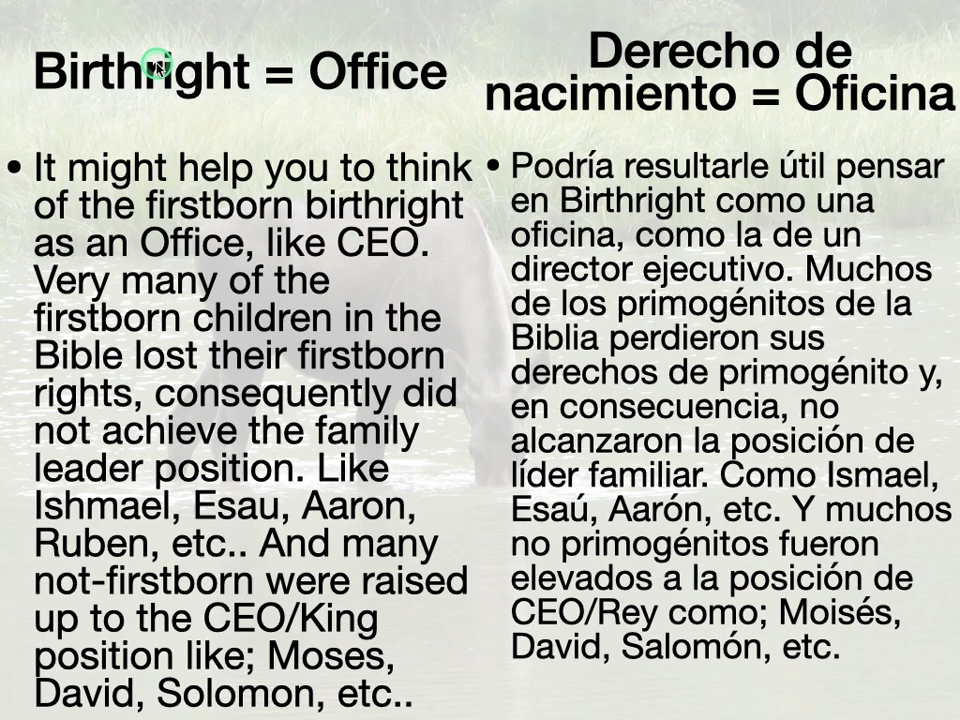 Birthright = Office
It might help you to think
of the firstborn birthright
as an Office, like CEO.
Very many of the
firstborn children in the
Bible lost their firstborn
rights, consequently did
not achieve the family
leader position. Like
Ishmael, Esau, Aaron,
Ruben, etc.. And many
not-firstborn were raised
up to the CEO/King
position like; Moses,
David, Solomon, etc..
Derecho de
nacimiento = Oficina
Podría resultarle útil pensar
en Birthright como una
oficina, como la de un
director ejecutivo. Muchos
de los primogénitos de la
Biblia perdieron sus
derechos de primogénito y,
en consecuencia, no
alcanzaron la posición de
líder familiar. Como Ismael,
Esaú, Aarón, etc. Y muchos
no primogénitos fueron
elevados a la posición de
CEO/Rey como; Moisés,
David, Salomón, etc.